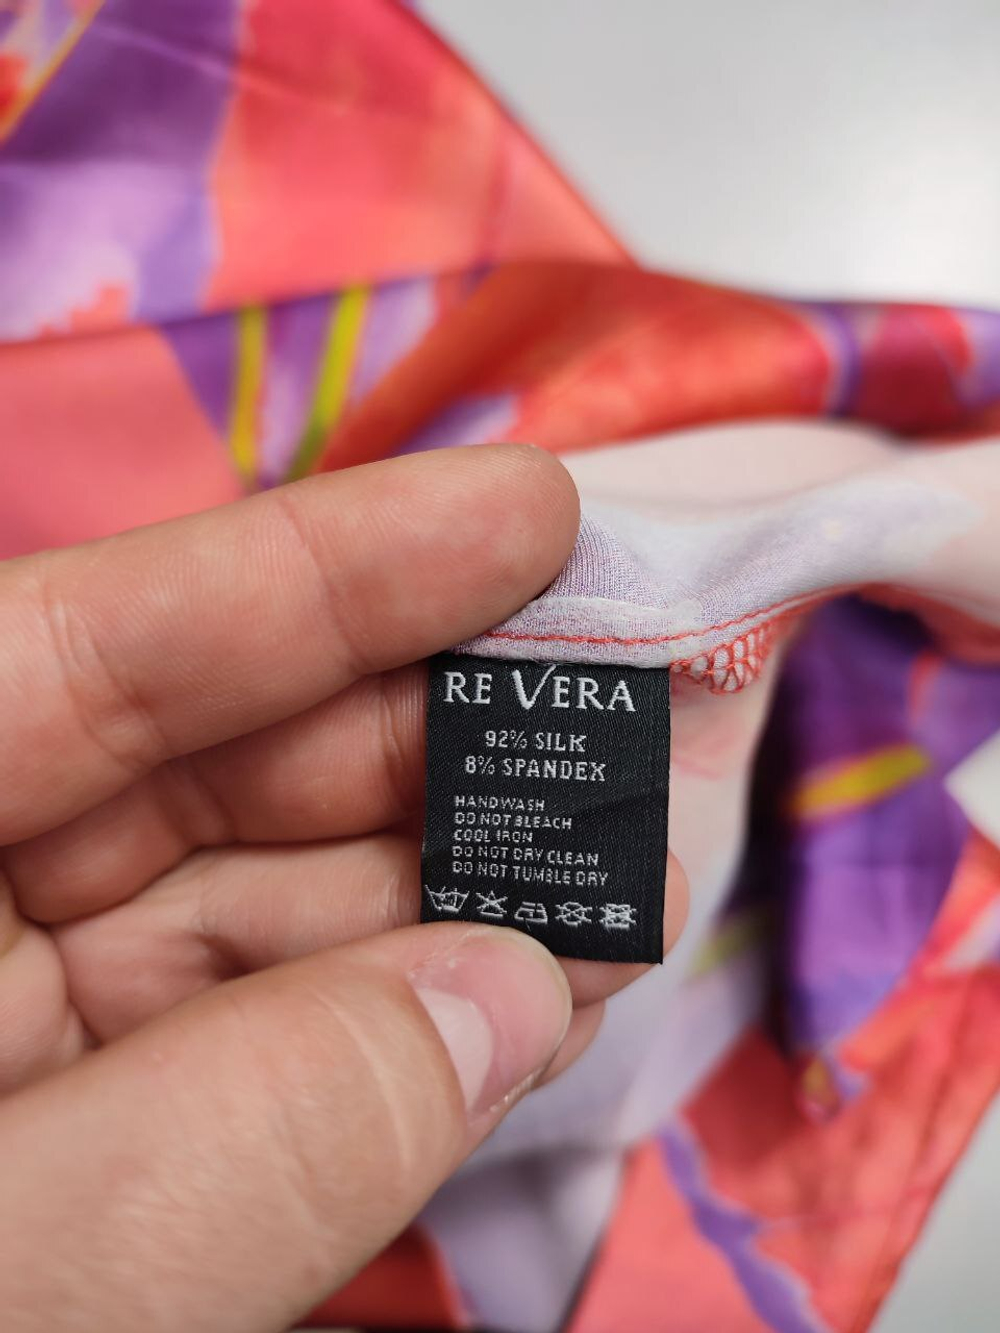 RE VERA
92% SILK
8% SPANDEX
HANDWASH
DO NOT BLEACH
COOL IRON
DO NOT DRY CLEAN
DO NOT TUMBLE DRY